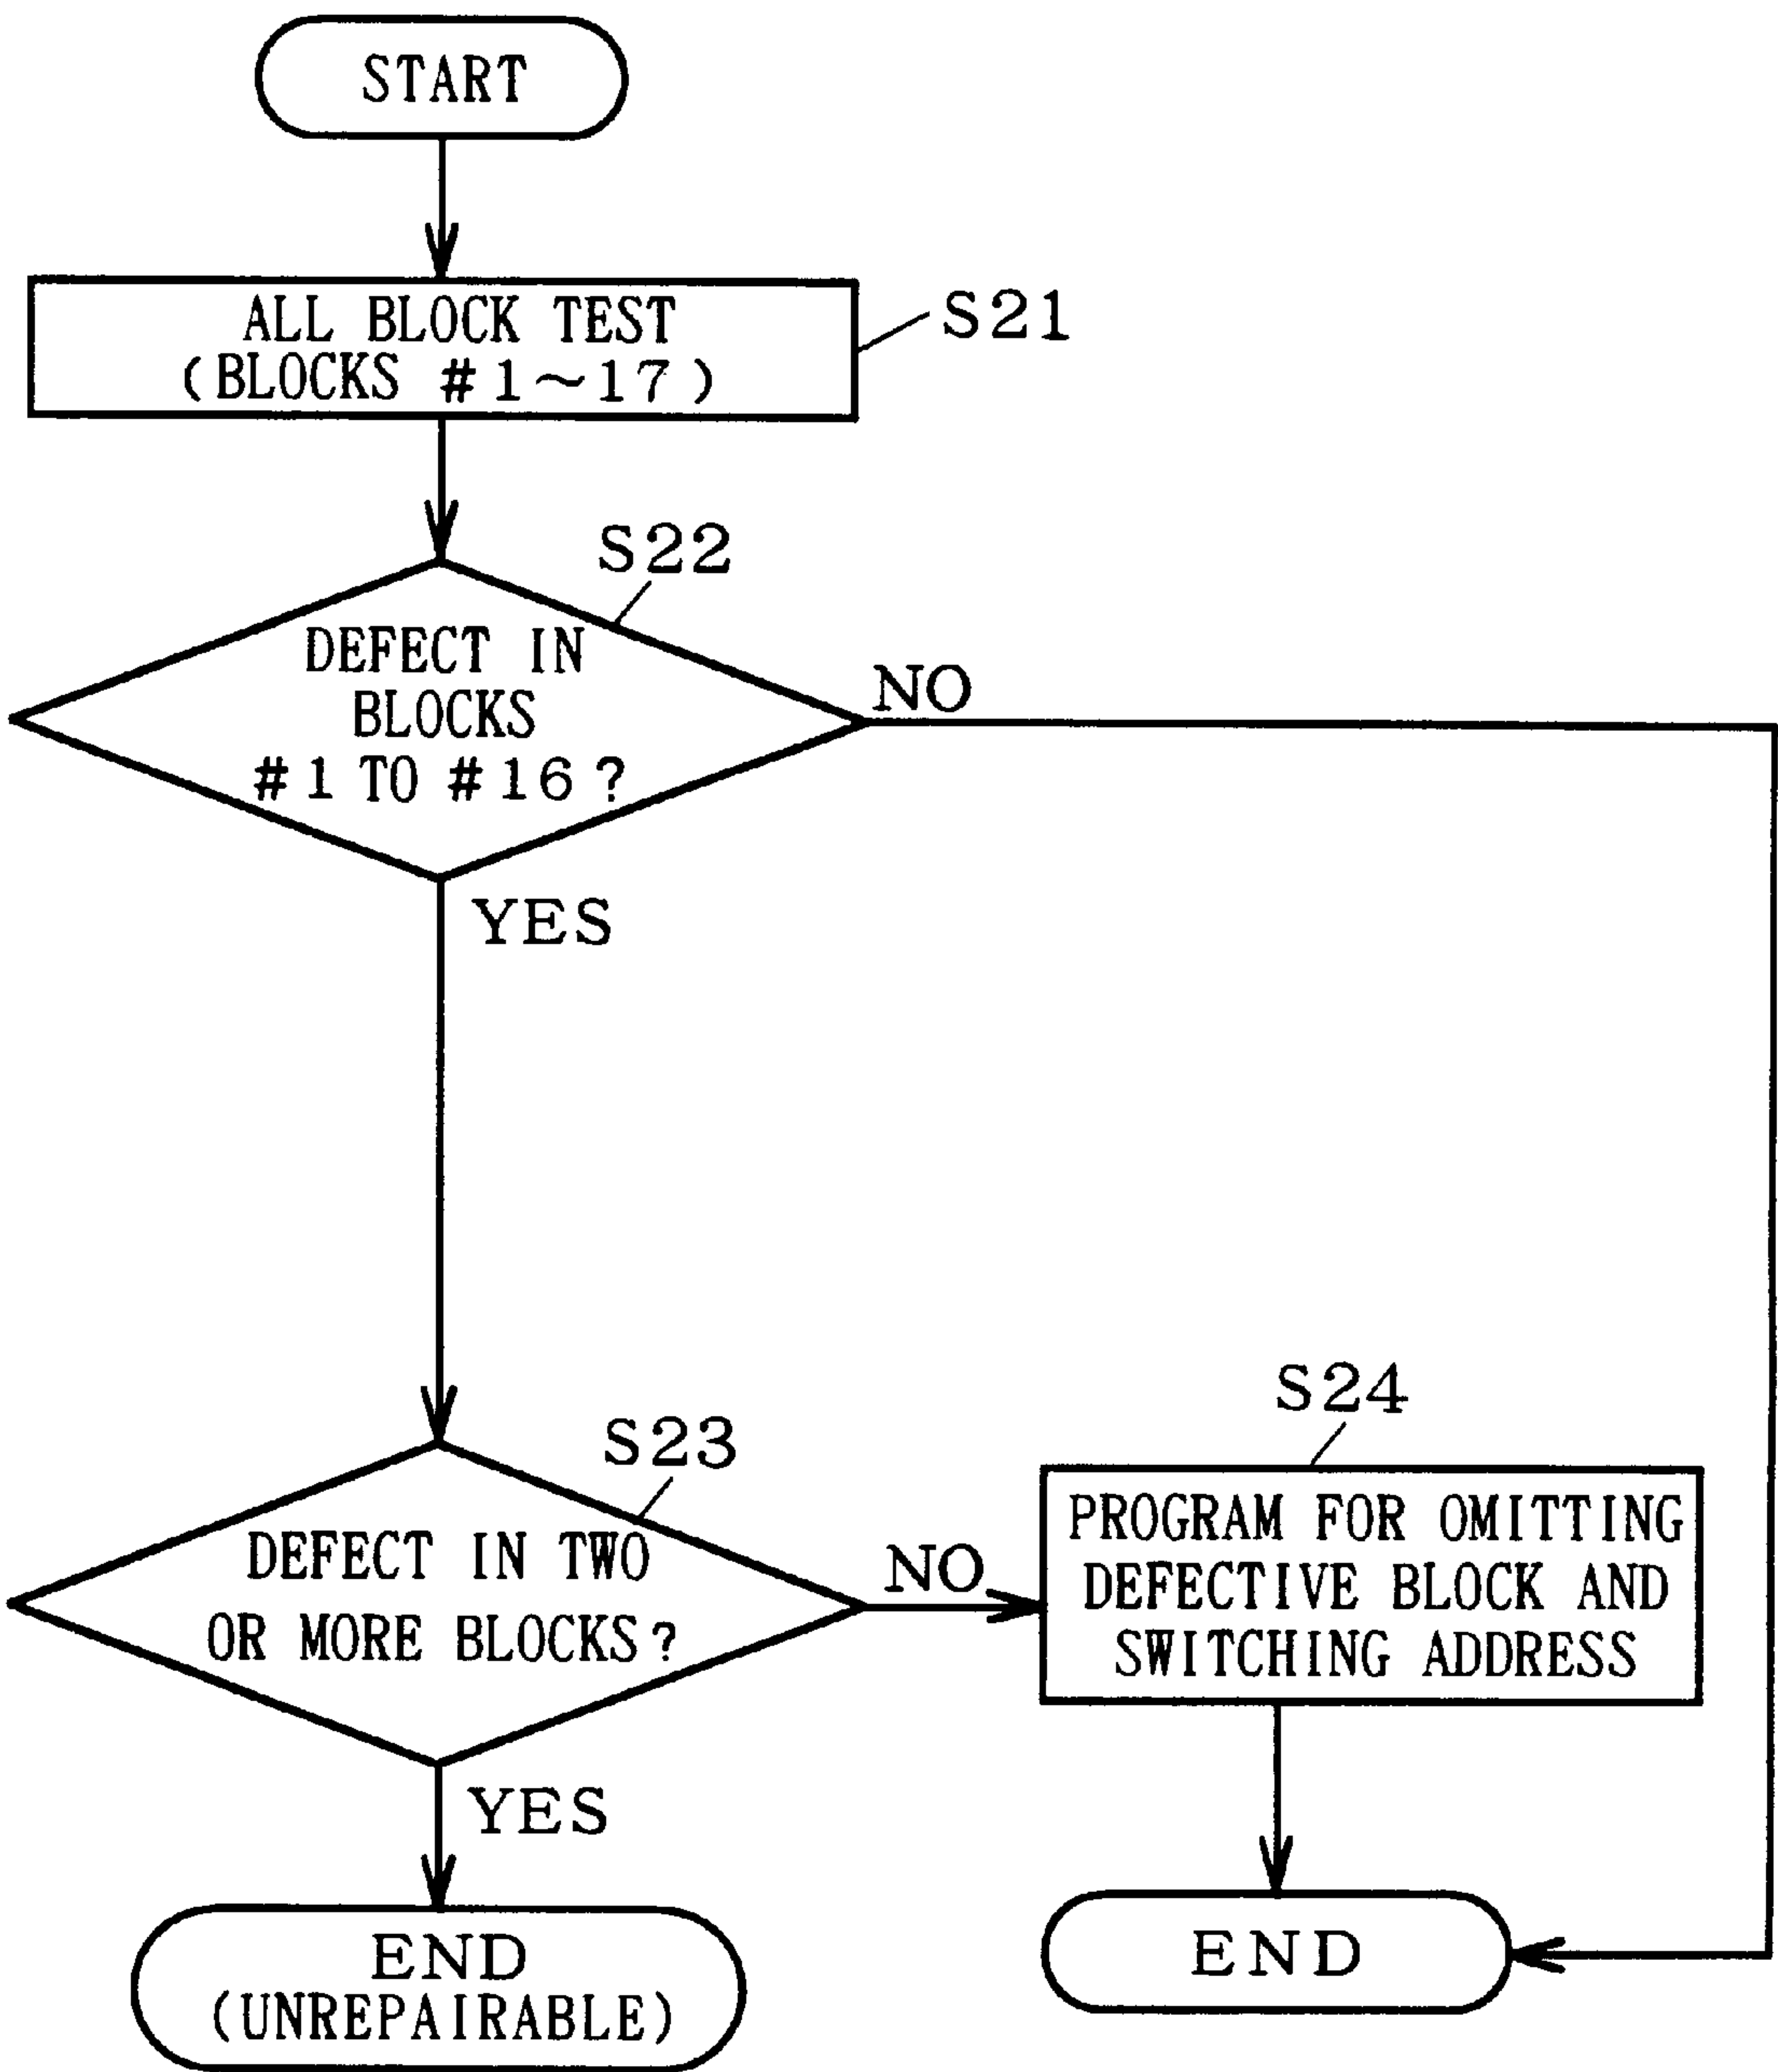 START
ALL BLOCK TEST
(BLOCKS #1~17)
S21
S22
DEFECT IN
BLOCKS
#1 TO #16?
NO
YES
S23
DEFECT IN TWO
OR MORE BLOCKS?
NO
S24
PROGRAM FOR OMITTING
DEFECTIVE BLOCK AND
SWITCHING ADDRESS
YES
END
(UNREPAIRABLE)
END